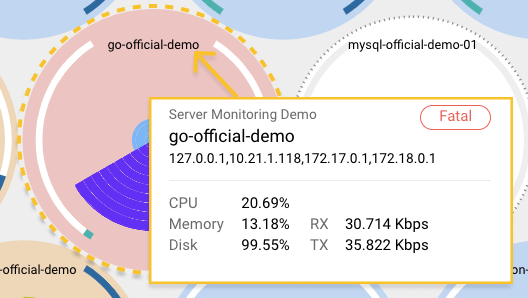 go-official-demo
mysql-official-demo-01
Server Monitoring Demo
Fatal
go-official-demo
127.0.0.1,10.21.1.118,172.17.0.1,172.18.0.1
CPU 20.69%
Memory 13.18% RX 30.714 Kbps
Disk 99.55% TX 35.822 Kbps
-official-demo
on-